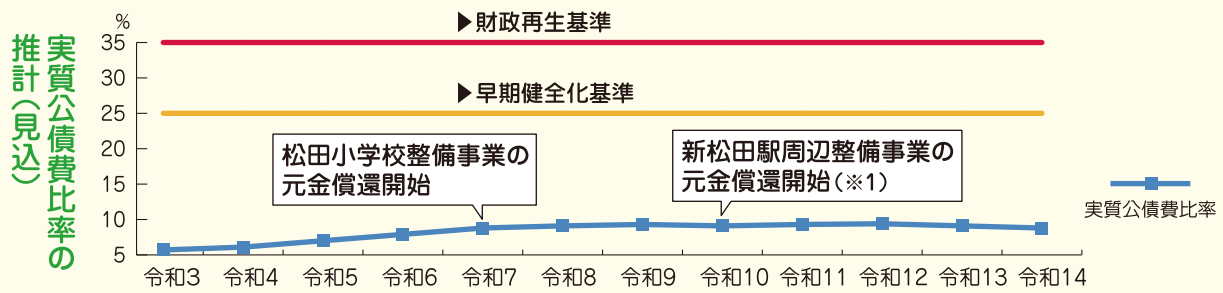 実質公債費比率の
推計（見込）
%
▶財政再生基準
35
30
▶早期健全化基準
25
20
15
10
5
松田小学校整備事業の
元金償還開始
新松田駅周辺整備事業の
元金償還開始（※1）
実質公債費比率
令和3 令和4 令和5 令和6 令和7 令和8 令和9 令和10 令和11 令和12 令和13 令和14